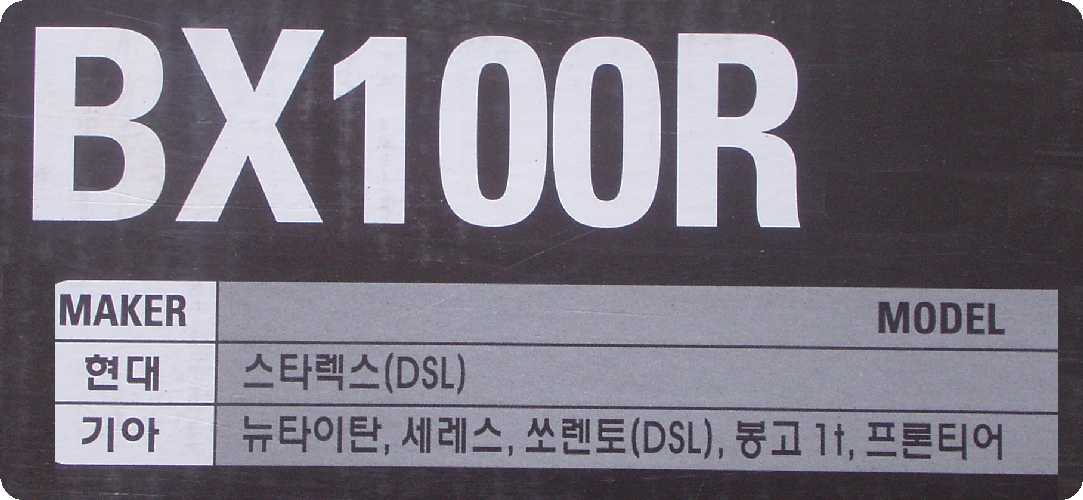 BX100R
MAKER MODEL
현대 스타렉스(DSL)
기아 뉴타이탄, 세레스, 쏘렌토(DSL), 봉고 1t, 프론티어